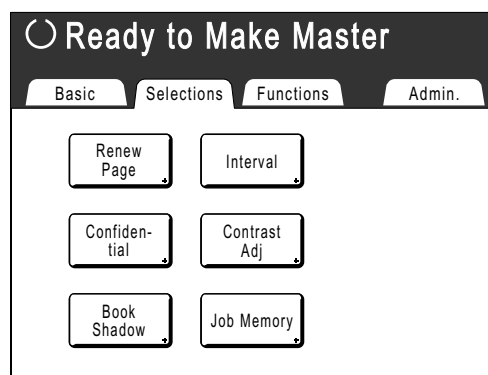 Ready to Make Master
Basic Selections Functions Admin.
Renew
Page
Interval
Confiden-
tial
Contrast
Adj
Book
Shadow
Job Memory